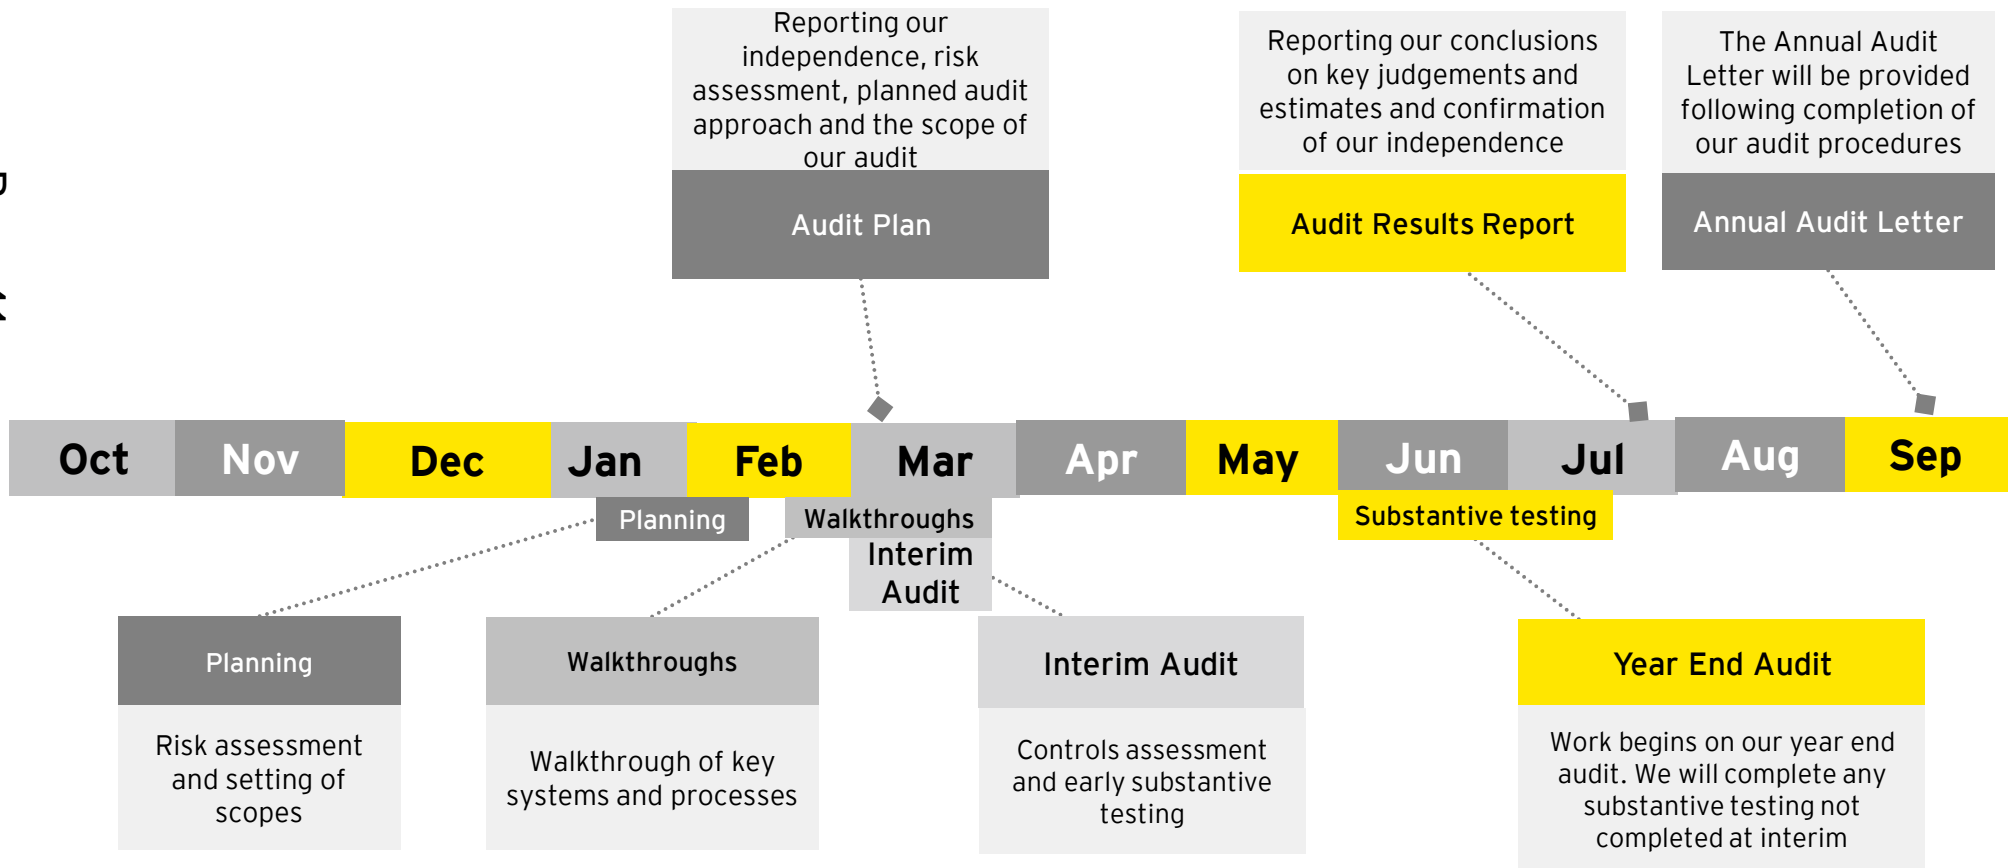 Reporting our
independence, risk
assessment, planned audit
approach and the scope of
our audit
Audit Plan
Reporting our conclusions
on key judgements and
estimates and confirmation
of our independence
Audit Results Report
The Annual Audit
Letter will be provided
following completion of
our audit procedures
Annual Audit Letter
Oct
Nov
Dec
Jan
Feb
Mar
Apr
May
Jun
Jul
Aug
Sep
Planning
Walkthroughs
Interim
Audit
Substantive testing
Planning
Risk assessment
and setting of
scopes
Walkthroughs
Walkthrough of key
systems and processes
Interim Audit
Controls assessment
and early substantive
testing
Year End Audit
Work begins on our year end
audit. We will complete any
substantive testing not
completed at interim